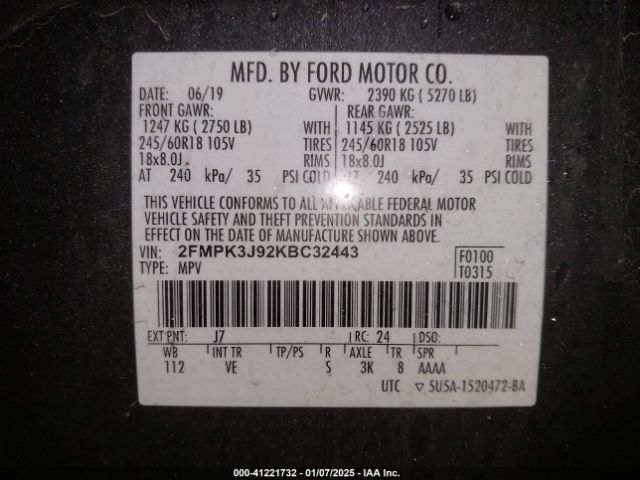 MFD. BY FORD MOTOR CO.
DATE: 06/19 GVWR: 2390 KG ( 5270 LB)
FRONT GAWR: REAR GAWR:
1247 KG ( 2750 LB) WITH 1145 KG ( 2525 LB) WITH
245/60R18 105V TIRES 245/60R18 105V TIRES
18x8.0J RIMS 18x8.0J RIMS
AT 240 kPa/ 35 PSI COLD AT 240 kPa/ 35 PSI COLD
THIS VEHICLE CONFORMS TO ALL APPLICABLE FEDERAL MOTOR
VEHICLE SAFETY AND THEFT PREVENTION STANDARDS IN
EFFECT ON THE DATE OF MANUFACTURE SHOWN ABOVE.
VIN: 2FMPK3J92KBC32443 F0100
TYPE: MPV T0315
EXT PNT: J7 RC: 24 DSO:
WB INT TR TP/PS R AXLE TR SPR
112 VE S 3K 8 AAAA
UTC ▽ 5U5A-1520472-BA
000-41221732 - 01/07/2025 - IAA Inc.